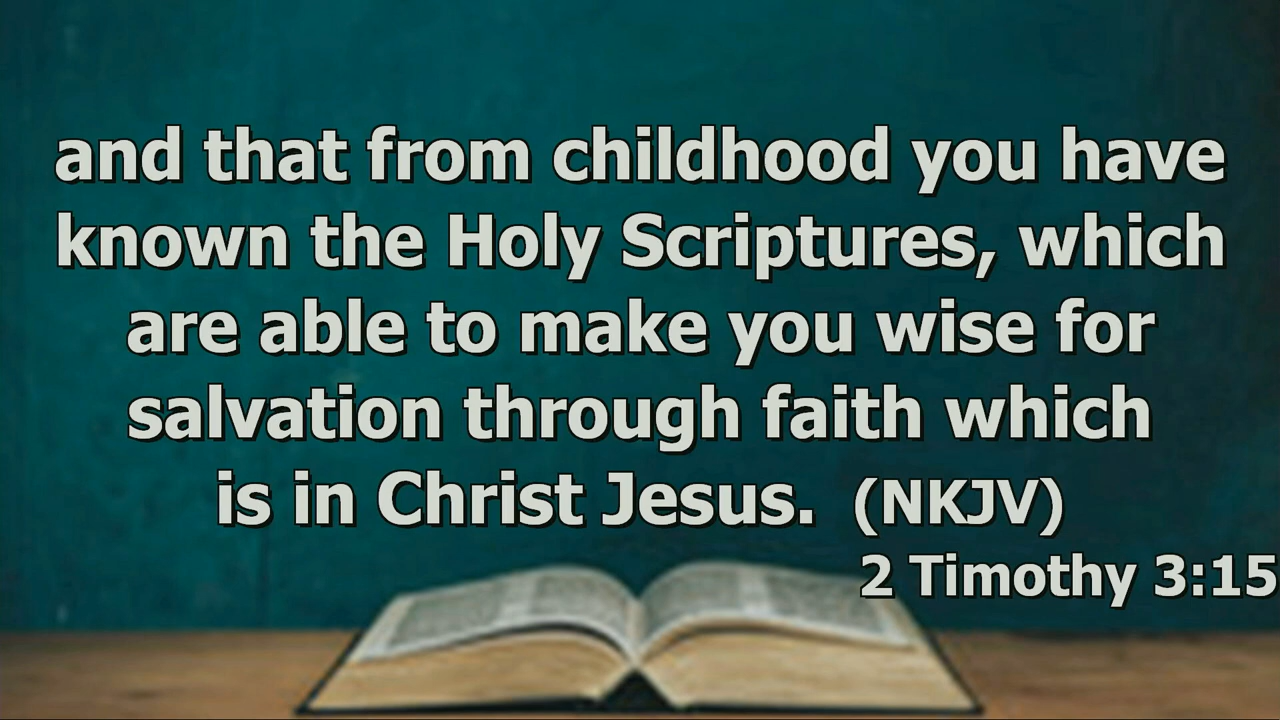 and that from childhood you have
known the Holy Scriptures, which
are able to make you wise for
salvation through faith which
is in Christ Jesus.  (NKJV)
2 Timothy 3:15